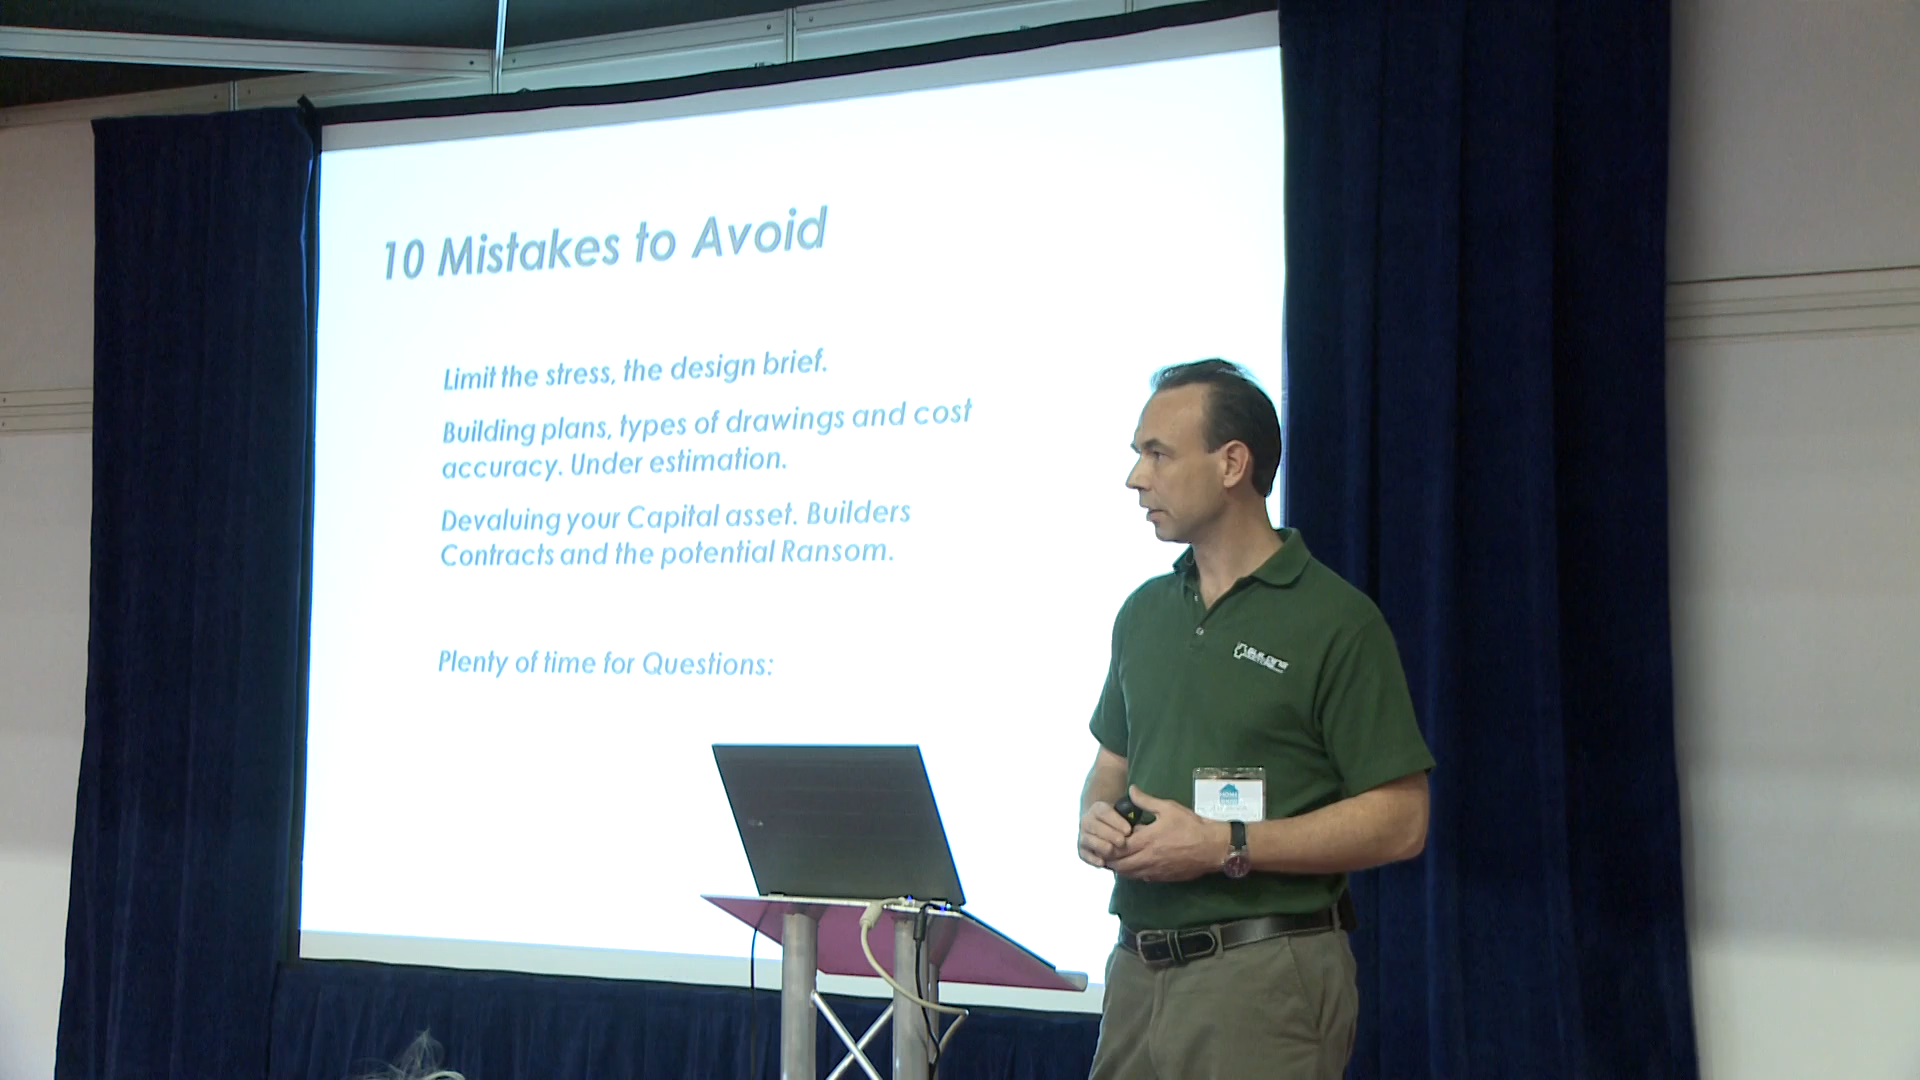 10 Mistakes to Avoid
Limit the stress, the design brief.
Building plans, types of drawings and cost
accuracy. Under estimation.
Devaluing your Capital asset. Builders
Contracts and the potential Ransom.
Plenty of time for Questions: